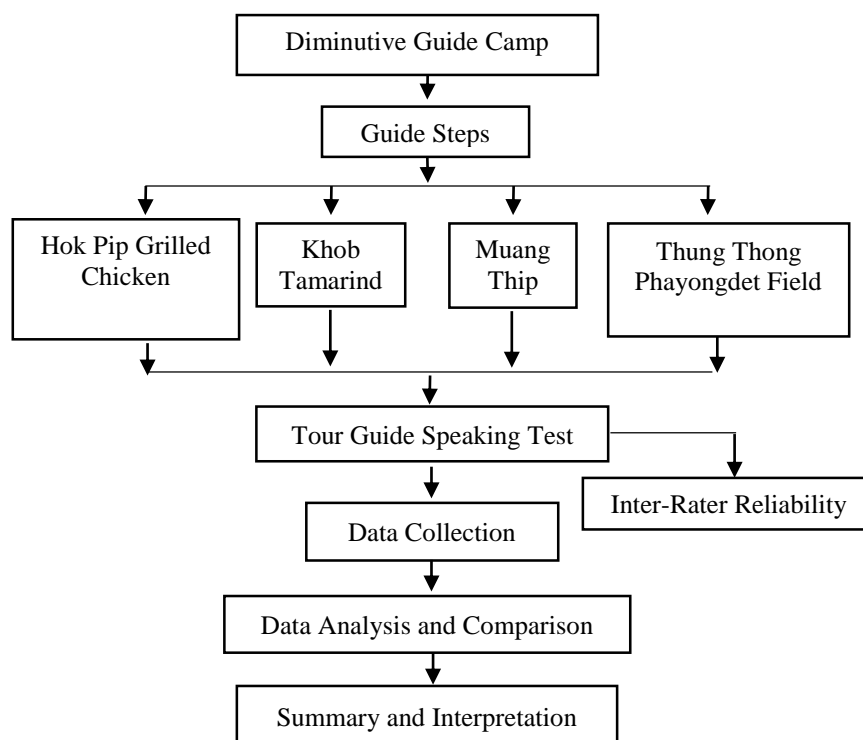 Diminutive Guide Camp
Guide Steps
Hok Pip Grilled
Chicken
Khob
Tamarind
Muang
Thip
Thung Thong
Phayongdet Field
Tour Guide Speaking Test
Inter-Rater Reliability
Data Collection
Data Analysis and Comparison
Summary and Interpretation